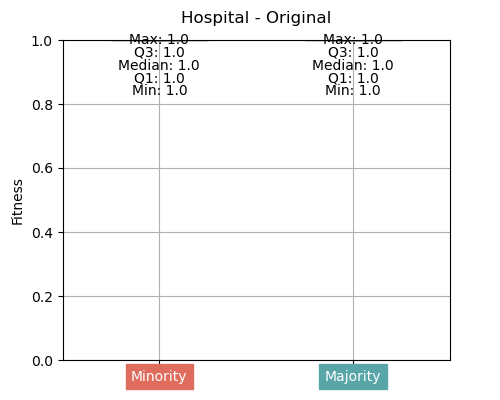 Hospital - Original
Fitness
1.0
0.8
0.6
0.4
0.2
0.0
Max: 1.0
Q3: 1.0
Median: 1.0
Q1: 1.0
Min: 1.0
Max: 1.0
Q3: 1.0
Median: 1.0
Q1: 1.0
Min: 1.0
Minority
Majority